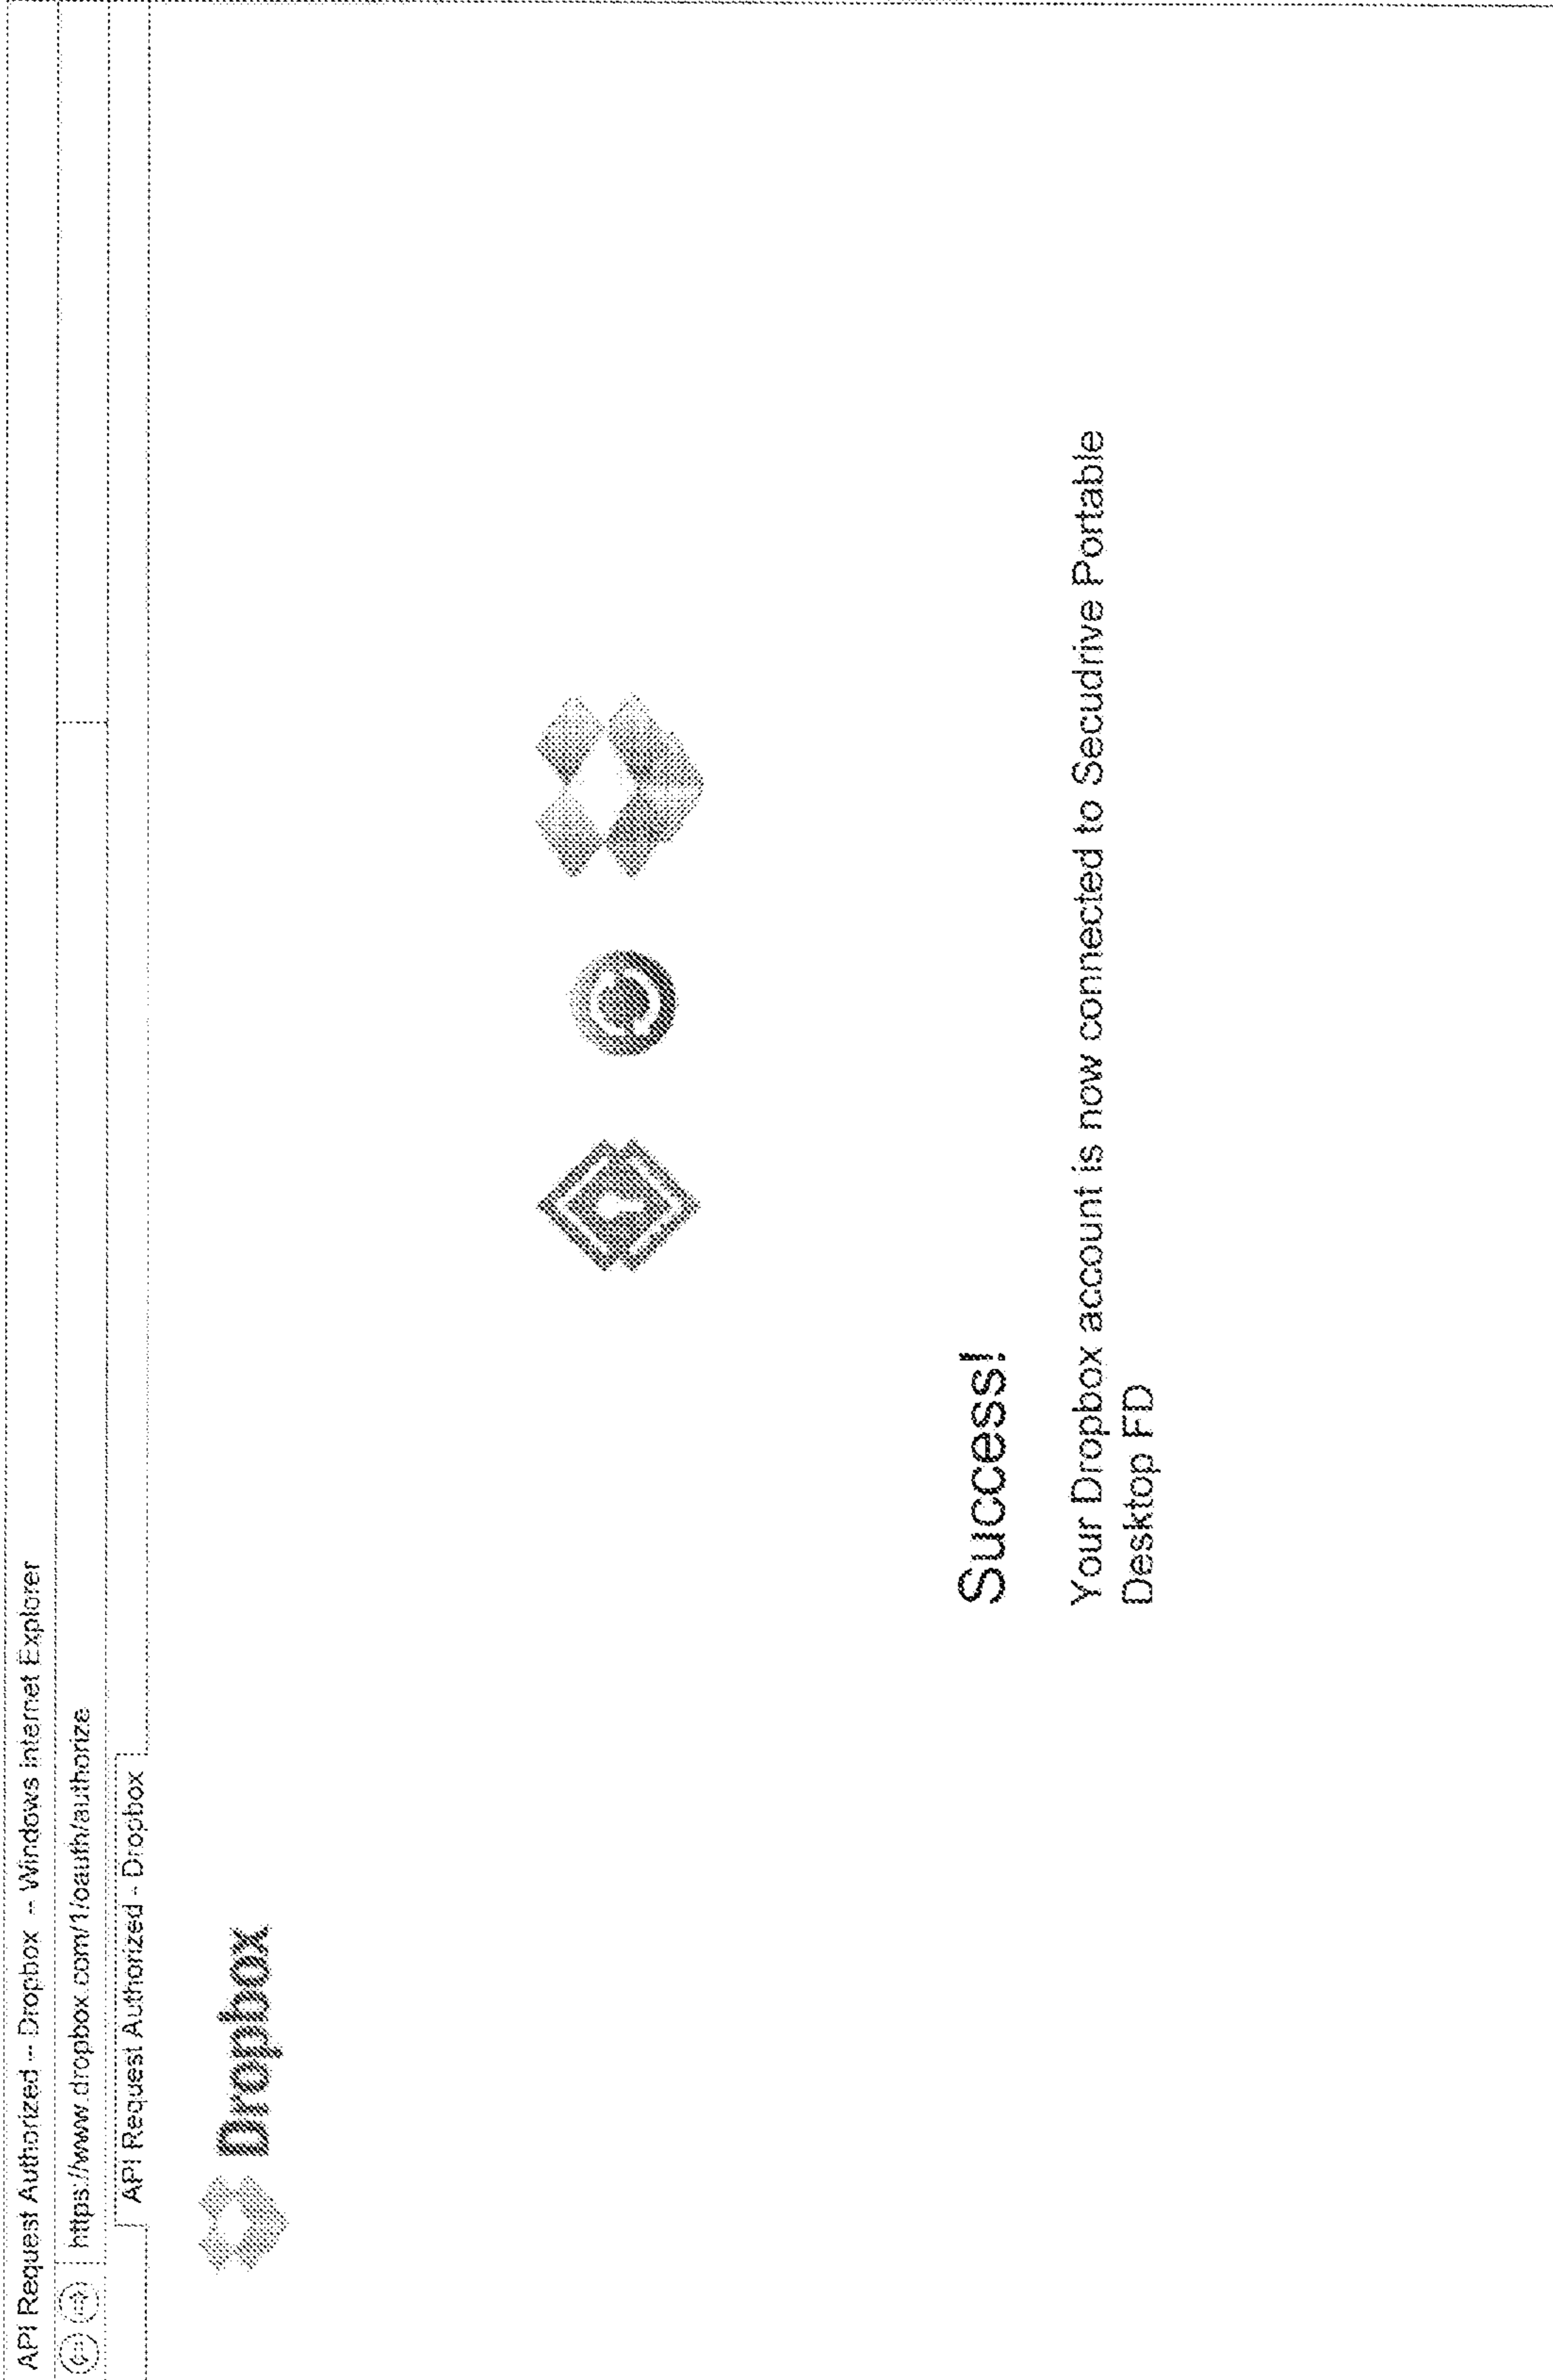 API Request Authorized -- Dropbox -- Windows Internet Explorer
https://www.dropbox.com/1/oauth/authorize
API Request Authorized - Dropbox
Dropbox
Success!
Your Dropbox account is now connected to Secudrive Portable
Desktop FD